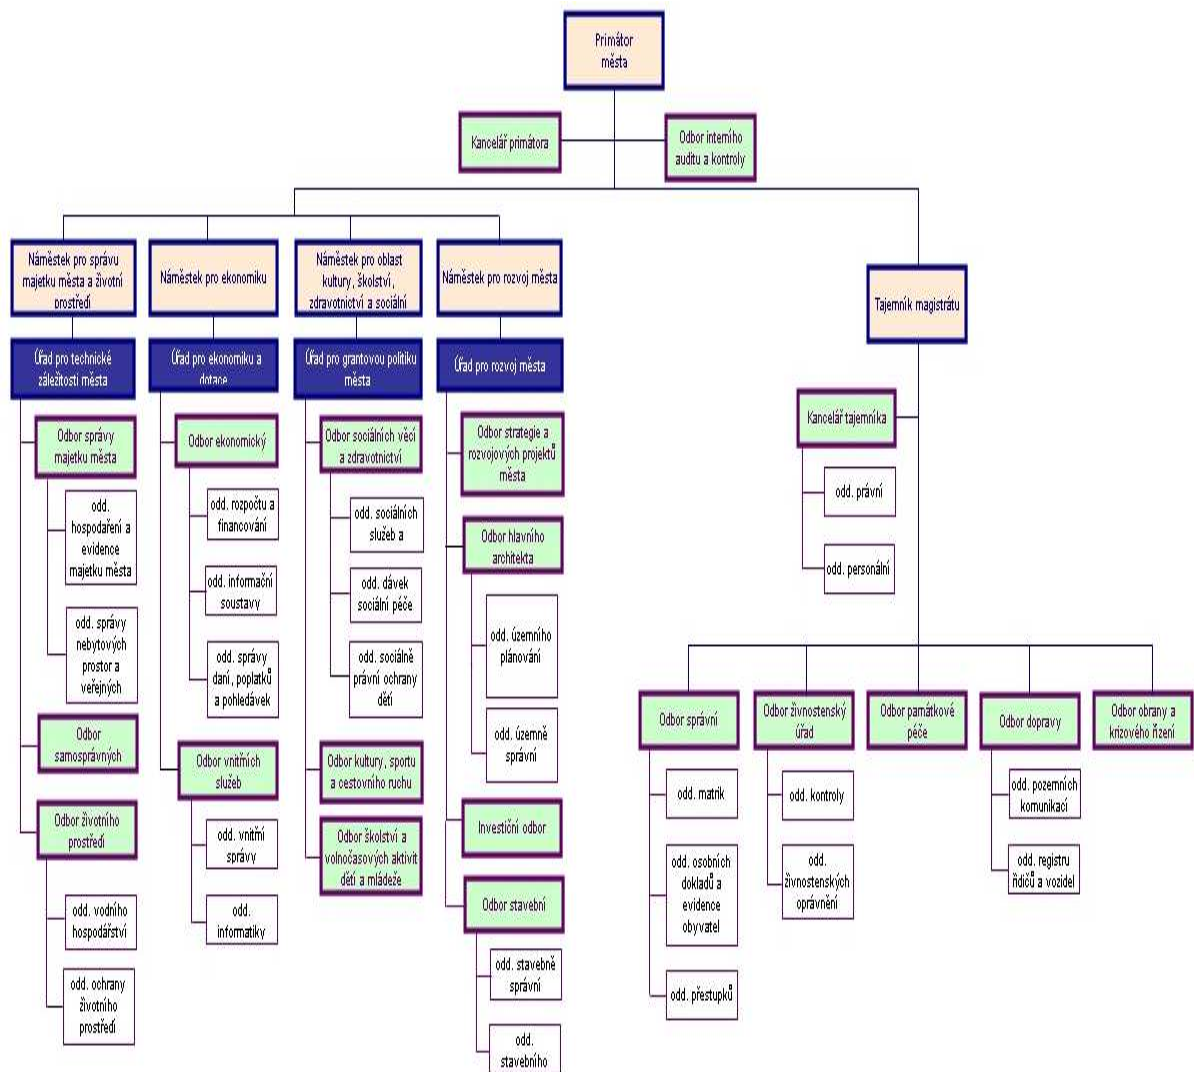 Primátor
města
Kancelář primátora
Odbor interního
auditu a kontroly
Náměstek pro správu
majetku města a životní
prostředí
Náměstek pro ekonomiku
Náměstek pro oblast
kultury, školství,
zdravotnictví a sociální
Náměstek pro rozvoj města
Tajemník magistrátu
Úřad pro technické
záležitosti města
Úřad pro ekonomiku a
dotace
Úřad pro grantovou politiku
města
Úřad pro rozvoj města
Odbor správy
majetku města
odd.
hospodaření a
evidence
majetku města
odd. správy
nebytových
prostor a
veřejných
Odbor
samosprávných
Odbor životního
prostředí
odd. vodního
hospodářství
odd. ochrany
životního
prostředí
Odbor ekonomický
odd. rozpočtu a
financování
odd. informační
soustavy
odd. správy
daní, poplatků
a pohledávek
Odbor vnitřních
služeb
odd. vnitřní
správy
odd.
informatiky
Odbor sociálních věcí
a zdravotnictví
odd. sociálních
služeb a
odd. dávek
sociální péče
odd. sociálně
právní ochrany
dětí
Odbor kultury, sportu
a cestovního ruchu
Odbor školství a
volnočasových aktivit
dětí a mládeže
Odbor strategie a
rozvojových projektů
města
Odbor hlavního
architekta
odd. územního
plánování
odd. územně
správní
Investiční odbor
Odbor stavební
odd. stavebně
správní
odd.
stavebního
Kancelář tajemníka
odd. právní
odd. personální
Odbor správní
odd. matrik
odd. osobních
dokladů a
evidence
obyvatel
odd. přestupků
Odbor živnostenský
úřad
odd. kontroly
odd.
živnostenských
oprávnění
Odbor památkové
péče
Odbor dopravy
odd. pozemních
komunikací
odd. registru
řidičů a vozidel
Odbor obrany a
krizového řízení